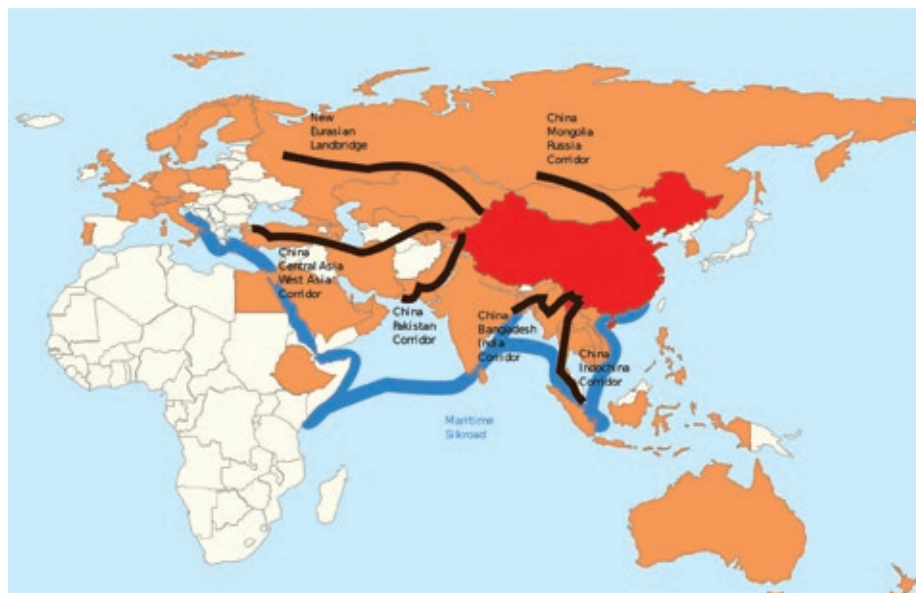 New
Eurasian
Landbridge
China
Mongolia
Russia
Corridor
China
Central Asia
West Asia
Corridor
China
Pakistan
Corridor
China
Bangladesh
India
Corridor
China
Indochina
Corridor
Maritime
Silkroad